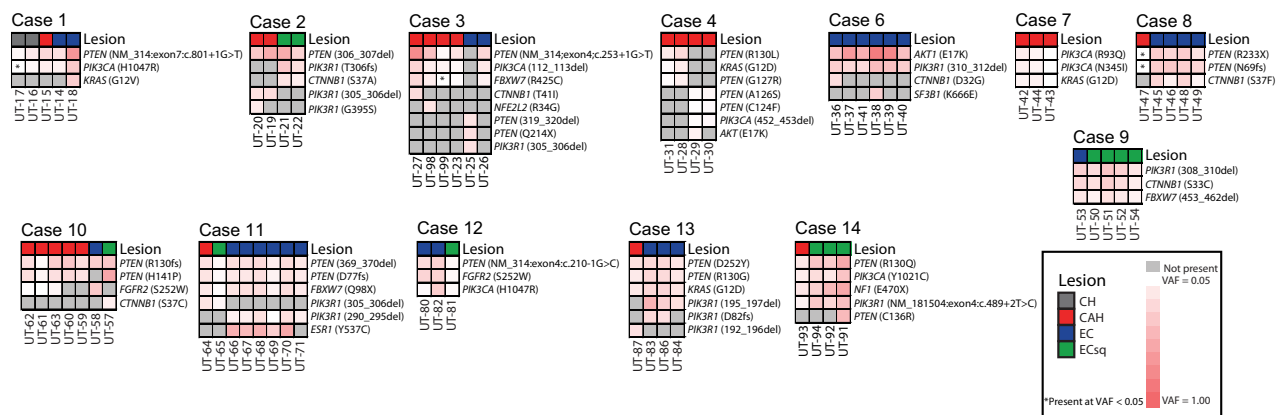 Case 1
Lesion
PTEN (NM_314:exon7:c.801+1G>T)
* PIK3CA (H1047R)
KRAS (G12V)
UT-17
UT-16
UT-15
UT-14
UT-18
Case 2
Lesion
PTEN (306_307del)
PIK3R1 (T306fs)
CTNNB1 (S37A)
PIK3R1 (305_306del)
PIK3R1 (G395S)
UT-20
UT-19
UT-21
UT-22
Case 3
Lesion
PTEN (NM_314;exon4;c.253+1G>T)
PIK3CA (112_113del)
* FBXW7 (R425C)
CTNNB1 (T41I)
NFE2L2 (R34G)
PTEN (319_320del)
PTEN (Q214X)
PIK3R1 (305_306del)
UT-27
UT-98
UT-99
UT-23
UT-25
UT-26
Case 4
Lesion
PTEN (R130L)
KRAS (G12D)
PTEN (G127R)
PTEN (A126S)
PTEN (C124F)
PIK3CA (452_453del)
AKT (E17K)
UT-31
UT-28
UT-29
UT-30
Case 6
Lesion
AKT1 (E17K)
PIK3R1 (310_312del)
CTNNB1 (D32G)
SF3B1 (K666E)
UT-36
UT-37
UT-41
UT-38
UT-39
UT-40
Case 7
Lesion
PIK3CA (R93Q)
PIK3CA (N345I)
KRAS (G12D)
UT-42
UT-44
UT-43
Case 8
Lesion
* PTEN (R233X)
* PTEN (N69fs)
CTNNB1 (S37F)
UT-47
UT-45
UT-46
UT-48
UT-49
Case 9
Lesion
PIK3R1 (308_310del)
CTNNB1 (S33C)
FBXW7 (453_462del)
UT-53
UT-50
UT-51
UT-52
UT-54
Case 10
Lesion
PTEN (R130fs)
PTEN (H141P)
FGFR2 (S252W)
CTNNB1 (S37C)
UT-62
UT-61
UT-63
UT-60
UT-59
UT-58
UT-57
Case 11
Lesion
PTEN (369_370del)
PTEN (D77fs)
FBXW7 (Q98X)
PIK3R1 (305_306del)
PIK3R1 (290_295del)
ESR1 (Y537C)
UT-64
UT-65
UT-66
UT-67
UT-68
UT-69
UT-70
UT-71
Case 12
Lesion
PTEN (NM_314:exon4:c.210-1G>C)
FGFR2 (S252W)
PIK3CA (H1047R)
UT-80
UT-82
UT-81
Case 13
Lesion
PTEN (D252Y)
PTEN (R130G)
KRAS (G12D)
PIK3R1 (195_197del)
PIK3R1 (D82fs)
PIK3R1 (192_196del)
UT-87
UT-83
UT-86
UT-84
Case 14
Lesion
PTEN (R130Q)
PIK3CA (Y1021C)
NF1 (E470X)
PIK3R1 (NM_181504:exon4:c.489+2T>C)
PTEN (C136R)
UT-93
UT-94
UT-92
UT-91
Lesion
CH
CAH
EC
ECsq
Not present
VAF = 0.05
VAF = 1.00
*Present at VAF < 0.05